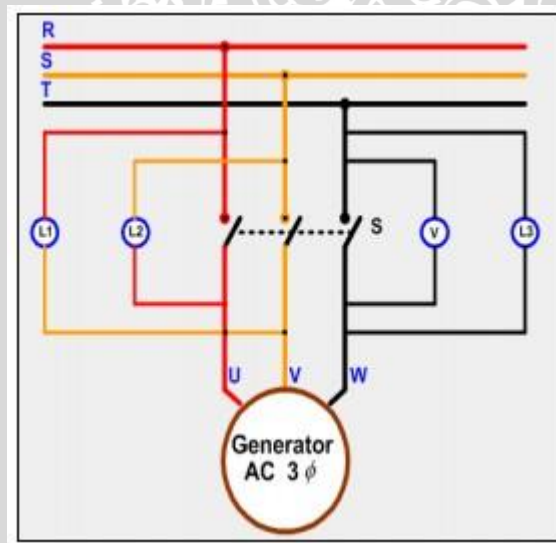 R
S
T
L1 L2 S V L3
U V W
Generator
AC 3 ϕ